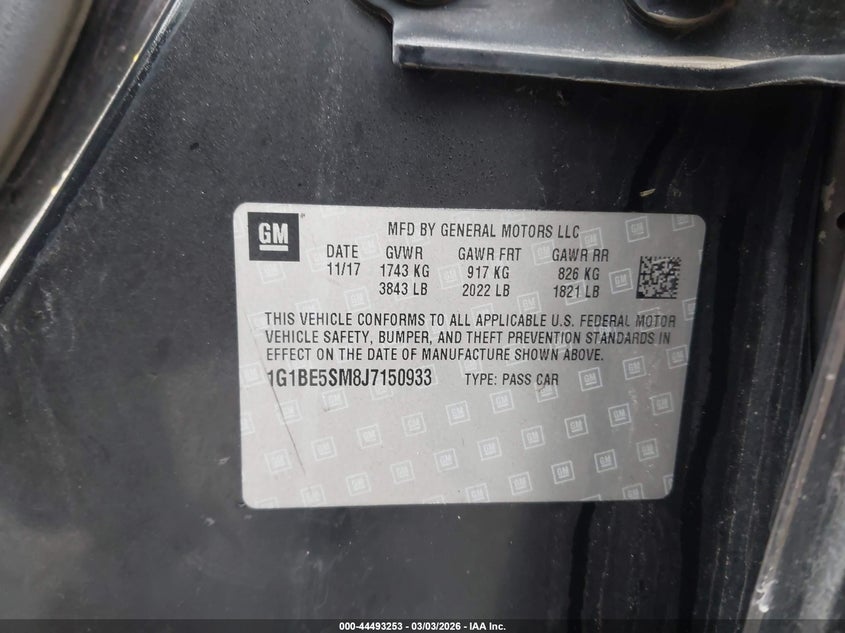 GM
MFD BY GENERAL MOTORS LLC
DATE GVWR GAWR FRT GAWR RR
11/17 1743 KG 917 KG 826 KG
3843 LB 2022 LB 1821 LB
THIS VEHICLE CONFORMS TO ALL APPLICABLE U.S. FEDERAL MOTOR
VEHICLE SAFETY, BUMPER, AND THEFT PREVENTION STANDARDS IN
EFFECT ON THE DATE OF MANUFACTURE SHOWN ABOVE.
1G1BE5SM8J7150933 TYPE: PASS CAR
000-44493253 - 03/03/2026 - IAA Inc.